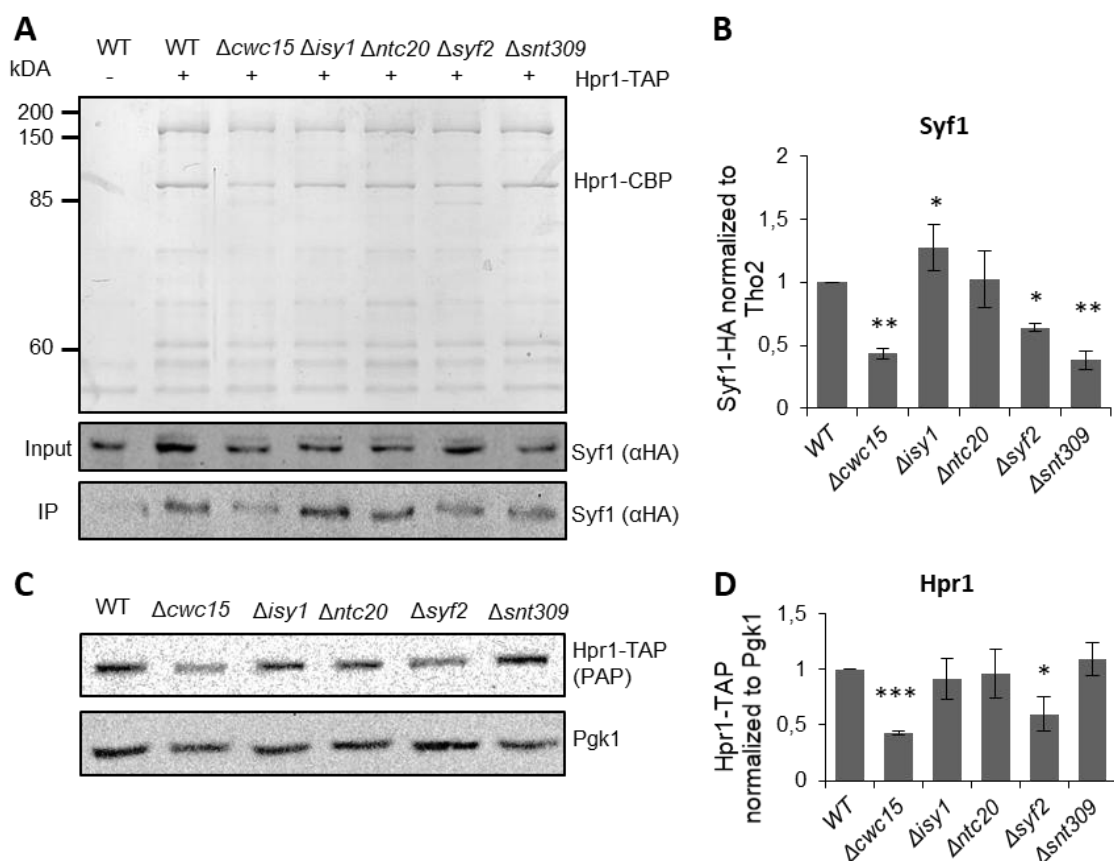 A
WT WT Δcwc15 Δisy1 Δntc20 Δsyf2 Δsnt309
kDA - + + + + + + Hpr1-TAP
200
150
Hpr1-CBP
85
60
Input Syf1 (αHA)
IP Syf1 (αHA)
B
Syf1
Syf1-HA normalized to
Tho2
2
1,5
1
0,5
0
** * * **
WT Δcwc15 Δisy1 Δntc20 Δsyf2 Δsnt309
C
WT Δcwc15 Δisy1 Δntc20 Δsyf2 Δsnt309
Hpr1-TAP
(PAP)
Pgk1
D
Hpr1
Hpr1-TAP
normalized to Pgk1
1,5
1
0,5
0
*** *
WT Δcwc15 Δisy1 Δntc20 Δsyf2 Δsnt309